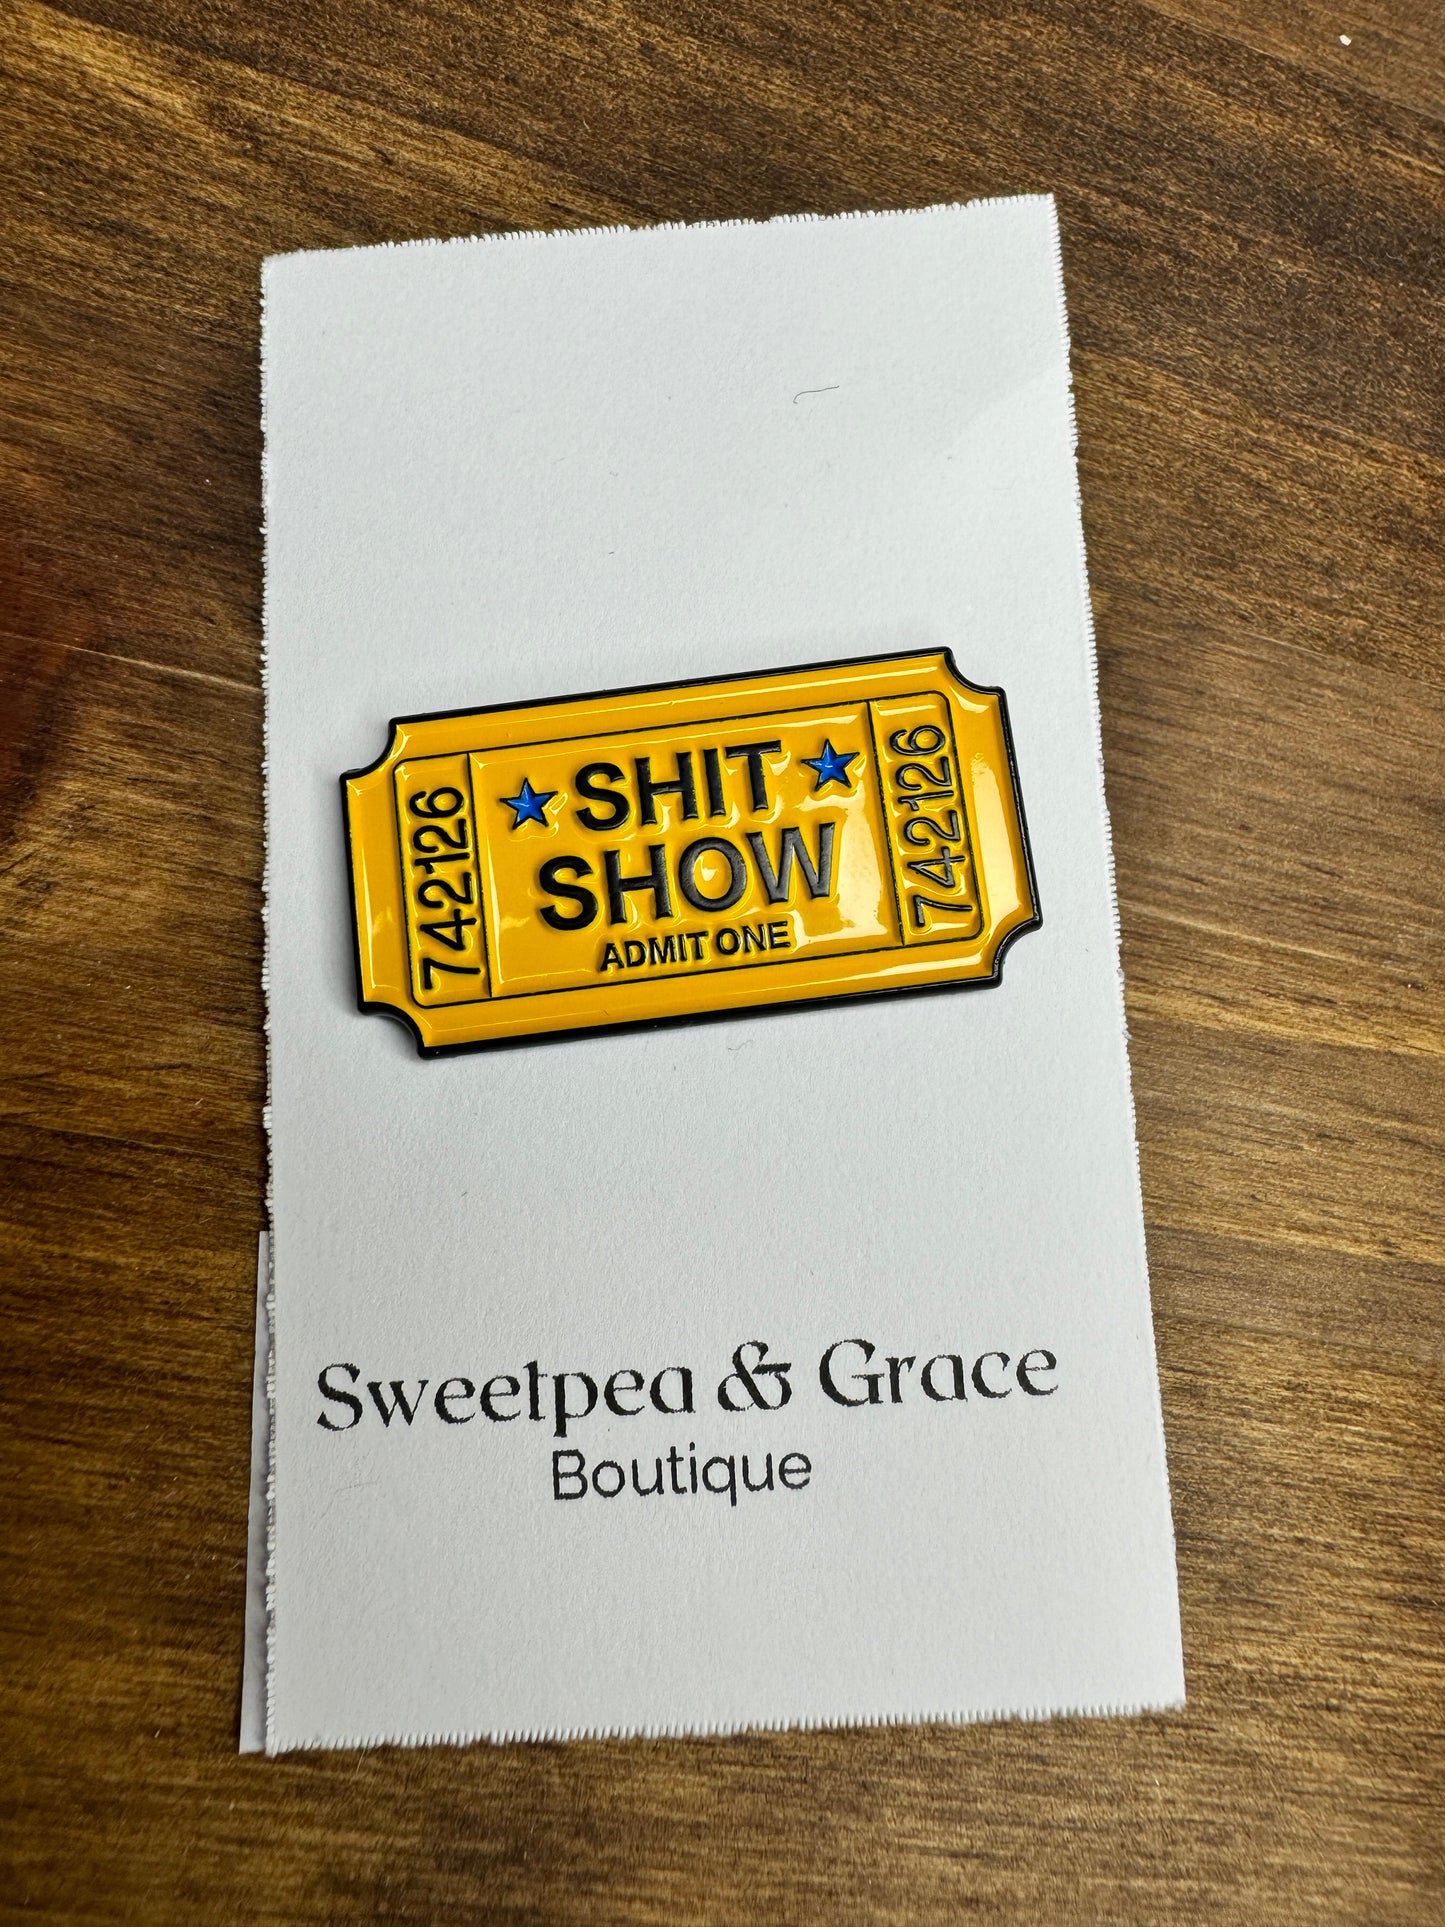 742126
SHIT
SHOW
ADMIT ONE
742126
Sweetpea & Grace
Boutique